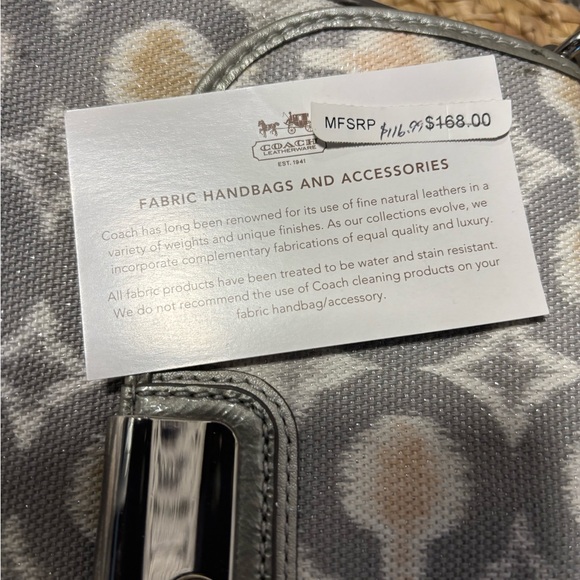 MFSRP $116.99 $168.00
COACH
LEATHERWARE
EST. 1941
FABRIC HANDBAGS AND ACCESSORIES
Coach has long been renowned for its use of fine natural leathers in a
variety of weights and unique finishes. As our collections evolve, we
incorporate complementary fabrications of equal quality and luxury.
All fabric products have been treated to be water and stain resistant.
We do not recommend the use of Coach cleaning products on your
fabric handbag/accessory.